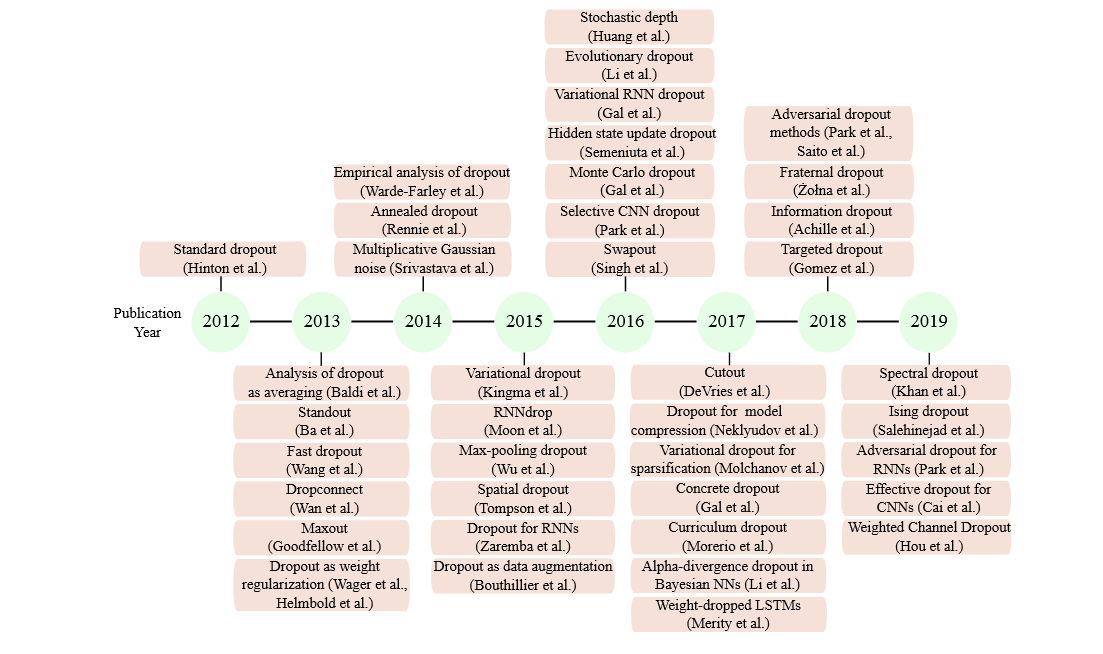 Stochastic depth
(Huang et al.)
Evolutionary dropout
(Li et al.)
Variational RNN dropout
(Gal et al.)
Hidden state update dropout
(Semeniuta et al.)
Monte Carlo dropout
(Gal et al.)
Selective CNN dropout
(Park et al.)
Swapout
(Singh et al.)
Adversarial dropout
methods (Park et al.,
Saito et al.)
Fraternal dropout
(Żołna et al.)
Information dropout
(Achille et al.)
Targeted dropout
(Gomez et al.)
Empirical analysis of dropout
(Warde-Farley et al.)
Annealed dropout
(Rennie et al.)
Multiplicative Gaussian
noise (Srivastava et al.)
Standard dropout
(Hinton et al.)
Publication
Year
2012
2013
2014
2015
2016
2017
2018
2019
Analysis of dropout
as averaging (Baldi et al.)
Standout
(Ba et al.)
Fast dropout
(Wang et al.)
Dropconnect
(Wan et al.)
Maxout
(Goodfellow et al.)
Dropout as weight
regularization (Wager et al.,
Helmbold et al.)
Variational dropout
(Kingma et al.)
RNNdrop
(Moon et al.)
Max-pooling dropout
(Wu et al.)
Spatial dropout
(Tompson et al.)
Dropout for RNNs
(Zaremba et al.)
Dropout as data augmentation
(Bouthillier et al.)
Cutout
(DeVries et al.)
Dropout for model
compression (Neklyudov et al.)
Variational dropout for
sparsification (Molchanov et al.)
Concrete dropout
(Gal et al.)
Curriculum dropout
(Morerio et al.)
Alpha-divergence dropout in
Bayesian NNs (Li et al.)
Weight-dropped LSTMs
(Merity et al.)
Spectral dropout
(Khan et al.)
Ising dropout
(Salehinejad et al.)
Adversarial dropout for
RNNs (Park et al.)
Effective dropout for
CNNs (Cai et al.)
Weighted Channel Dropout
(Hou et al.)